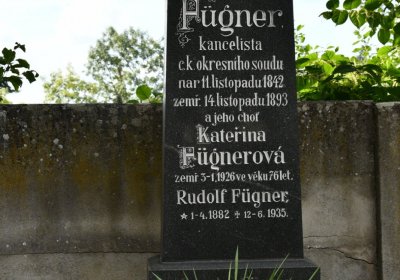 Fügner
kancelista
c.k. okresního soudu
nar. 11. listopadu 1842
zemř. 14. listopadu 1893
a jeho choť
Kateřina
Fügnerová
zemř. 3-1. 1926 ve věku 76 let.
Rudolf Fügner,
* 1-4. 1882 ‡ 12-6. 1935.